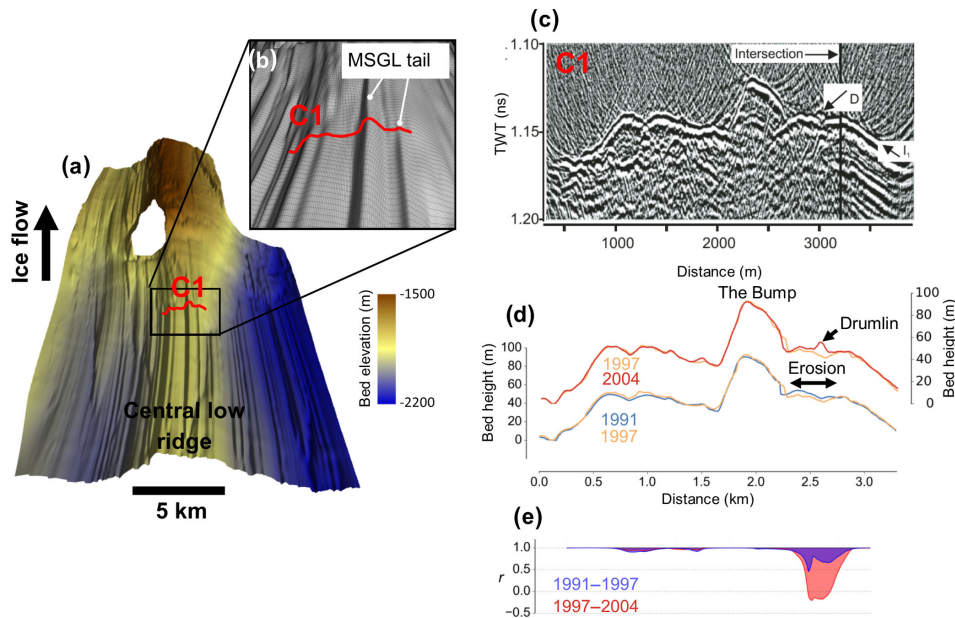 (a)
Ice flow
C1
Central low
ridge
5 km
Bed elevation (m)
-1500
-2200
(b)
MSGL tail
C1
(c)
C1
Intersection
D
TWT (ns)
1.10
1.15
1.20
1000
2000
3000
Distance (m)
(d)
The Bump
Drumlin
Erosion
1997
2004
1991
1997
Bed height (m)
100
80
60
40
20
0
Bed height (m)
100
80
60
40
20
0
0.0
0.5
1.0
1.5
2.0
2.5
3.0
Distance (km)
(e)
r
1.0
0.5
0.0
−0.5
1991–1997
1997–2004